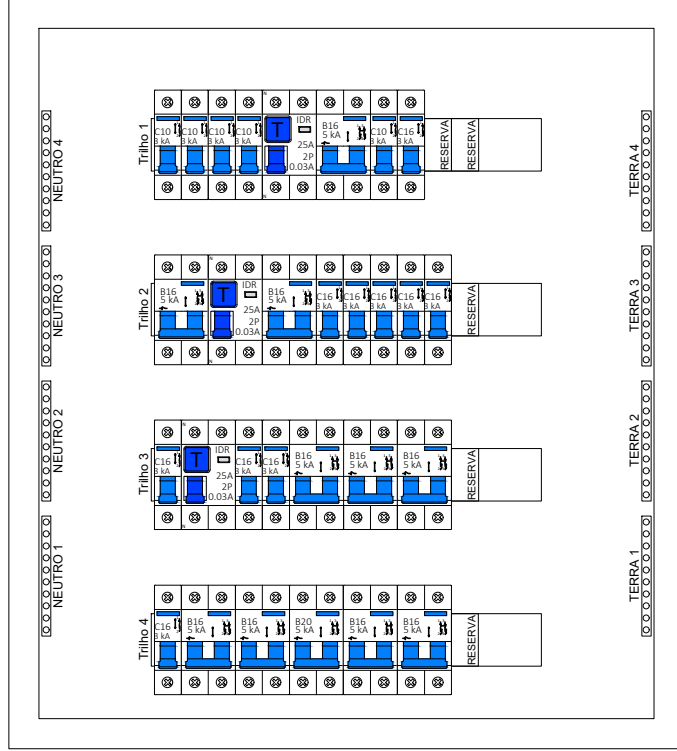 NEUTRO 4
NEUTRO 3
NEUTRO 2
NEUTRO 1
Trilho 1
C10
3 kA
C10
3 kA
C10
3 kA
C10
3 kA
N
T
IDR
25A
2P
0.03A
N
B16
5 kA
C10
3 kA
C16
3 kA
RESERVA
RESERVA
Trilho 2
B16
5 kA
N
T
IDR
25A
2P
0.03A
N
B16
5 kA
C16
3 kA
C16
3 kA
C16
3 kA
C16
3 kA
C16
3 kA
RESERVA
Trilho 3
C16
3 kA
N
T
IDR
25A
2P
0.03A
N
C16
3 kA
C16
3 kA
B16
5 kA
B16
5 kA
B16
5 kA
RESERVA
Trilho 4
C16
3 kA
B16
5 kA
B16
5 kA
B20
5 kA
B16
5 kA
B16
5 kA
RESERVA
TERRA 4
TERRA 3
TERRA 2
TERRA 1